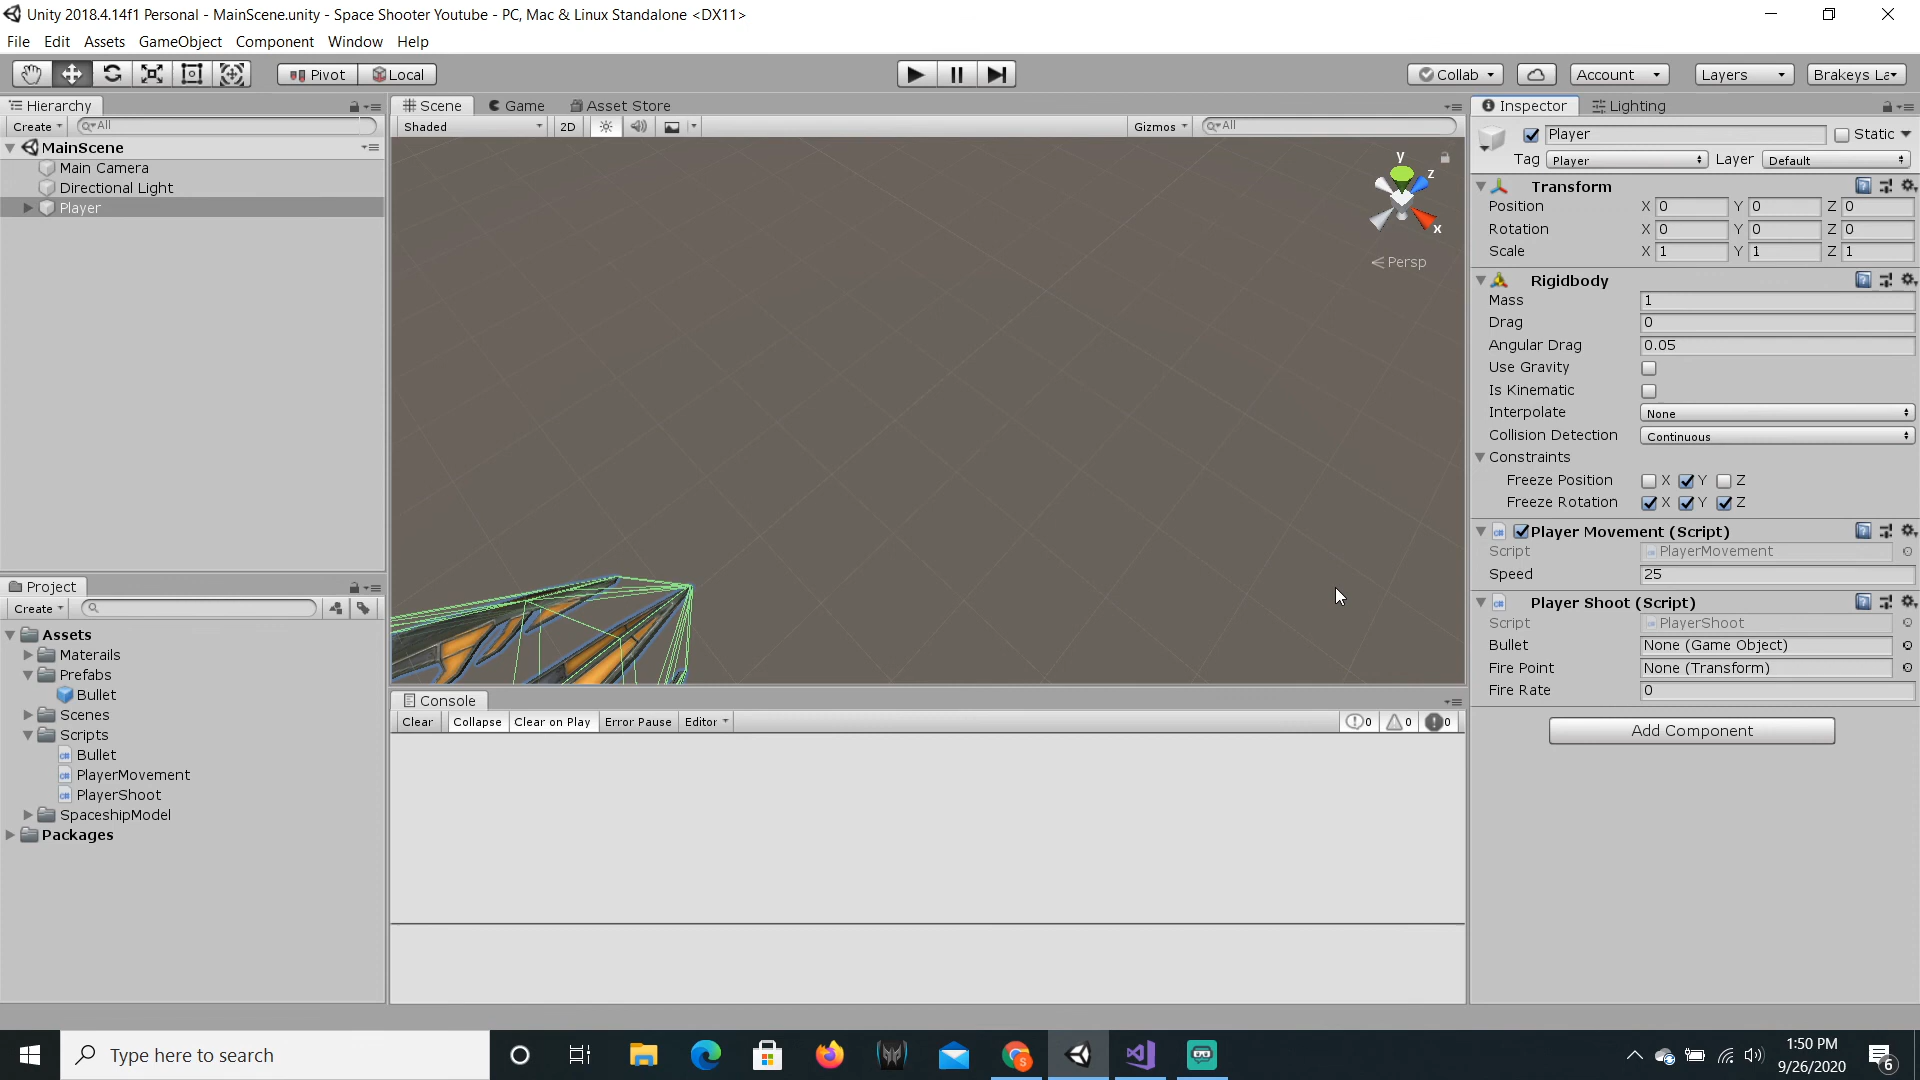 Unity 2018.4.14f1 Personal - MainScene.unity - Space Shooter Youtube - PC, Mac & Linux Standalone <DX11>
File Edit Assets GameObject Component Window Help
Pivot Local Collab Account Layers Brakeys La
Hierarchy
Create All
MainScene
Main Camera
Directional Light
Player
Project
Create
Assets
Materails
Prefabs
Bullet
Scenes
Scripts
Bullet
PlayerMovement
PlayerShoot
SpaceshipModel
Packages
Scene Game Asset Store
Shaded 2D Gizmos All
y
z
x
Persp
Console
Clear Collapse Clear on Play Error Pause Editor 0 0 0
Inspector Lighting
Player Static
Tag Player Layer Default
Transform
Position X 0 Y 0 Z 0
Rotation X 0 Y 0 Z 0
Scale X 1 Y 1 Z 1
Rigidbody
Mass 1
Drag 0
Angular Drag 0.05
Use Gravity
Is Kinematic
Interpolate None
Collision Detection Continuous
Constraints
Freeze Position X Y Z
Freeze Rotation X Y Z
Player Movement (Script)
Script PlayerMovement
Speed 25
Player Shoot (Script)
Script PlayerShoot
Bullet None (Game Object)
Fire Point None (Transform)
Fire Rate 0
Add Component
Type here to search
1:50 PM
9/26/2020
6